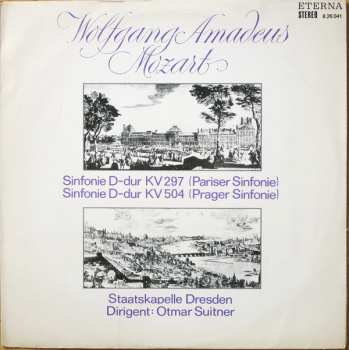 ETERNA
STEREO 8 26 041
Wolfgang Amadeus
Mozart
Sinfonie D-dur KV 297 (Pariser Sinfonie)
Sinfonie D-dur KV 504 (Prager Sinfonie)
Staatskapelle Dresden
Dirigent: Otmar Suitner